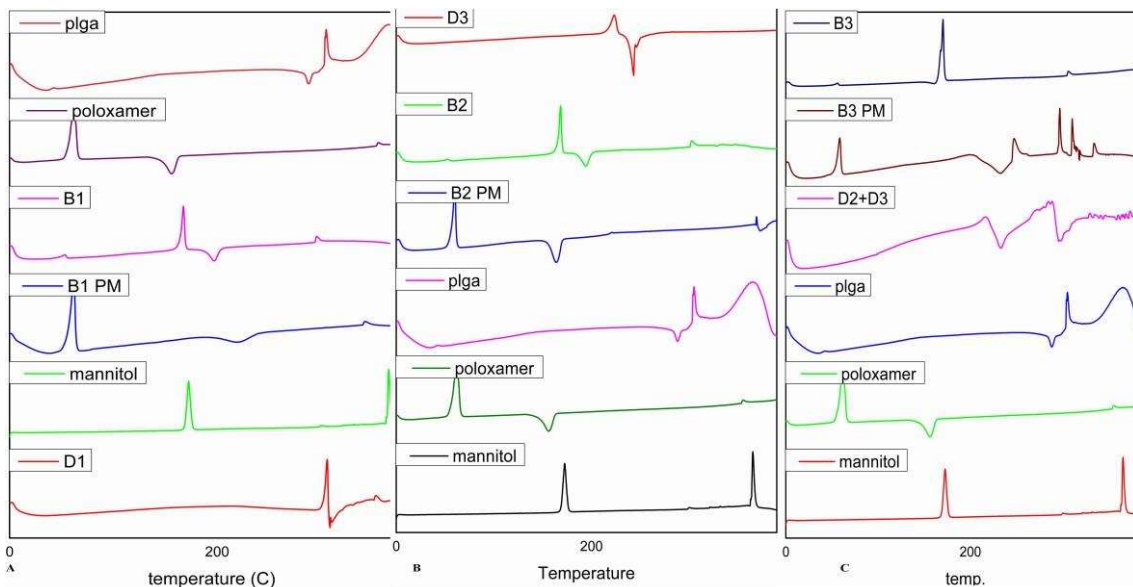 plga
poloxamer
B1
B1 PM
mannitol
D1
0 200
temperature (C)
A
D3
B2
B2 PM
plga
poloxamer
mannitol
0 200
Temperature
B
B3
B3 PM
D2+D3
plga
poloxamer
mannitol
0 200
temp.
C